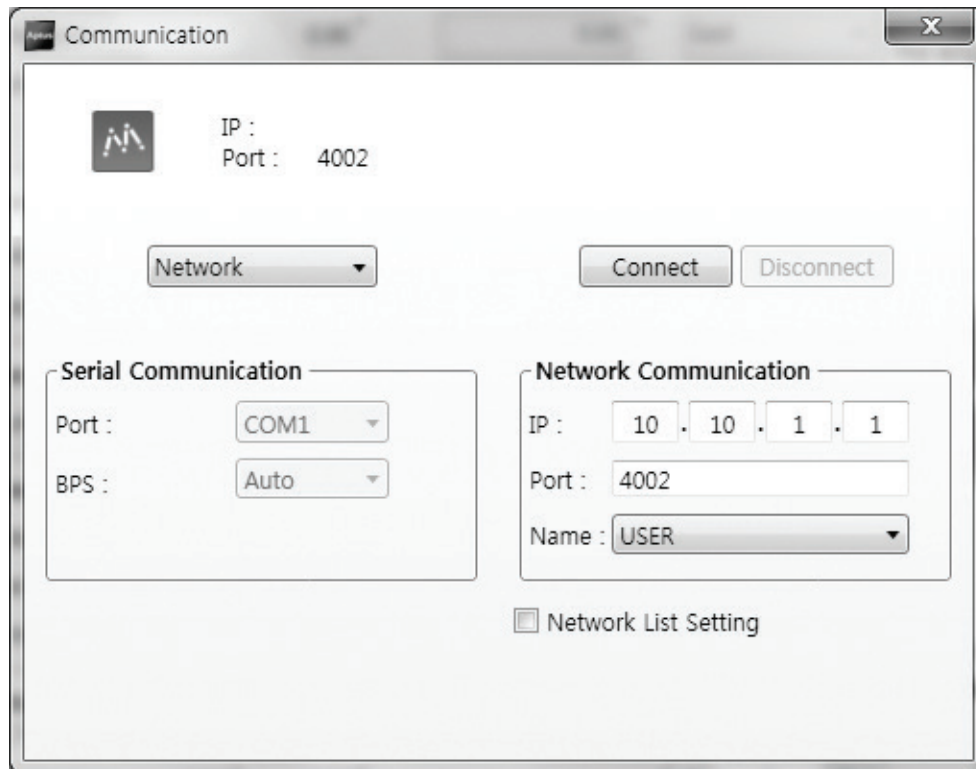 Communication
IP :
Port : 4002
Network
Connect
Disconnect
Serial Communication
Port : COM1
BPS : Auto
Network Communication
IP : 10 . 10 . 1 . 1
Port : 4002
Name : USER
Network List Setting